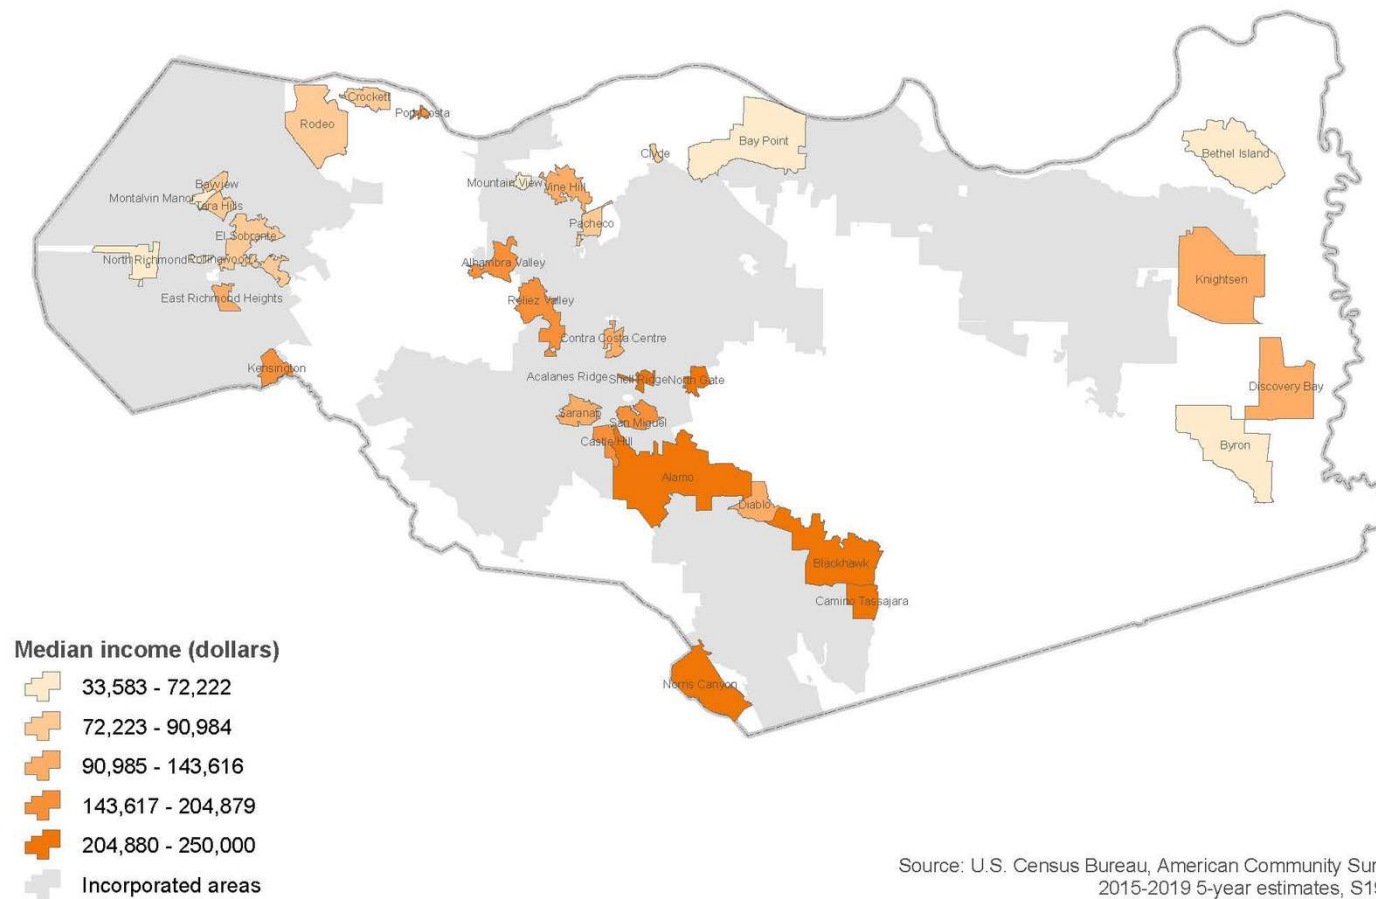 Crockett
Port Costa
Rodeo
Bay Point
Clyde
Bethel Island
Mountain View
Vine Hill
Bayview
Montalvin Manor
Tara Hills
Pacheco
El Sobrante
North Richmond
Rollingwood
Alhambra Valley
Knightsen
East Richmond Heights
Reliez Valley
Contra Costa Centre
Kensington
Acalanes Ridge
Shell Ridge
North Gate
Discovery Bay
Saranap
San Miguel
Castle Hill
Byron
Alamo
Diablo
Blackhawk
Camino Tassajara
Norris Canyon
Median income (dollars)
33,583 - 72,222
72,223 - 90,984
90,985 - 143,616
143,617 - 204,879
204,880 - 250,000
Incorporated areas
Source: U.S. Census Bureau, American Community Sur
2015-2019 5-year estimates, S19